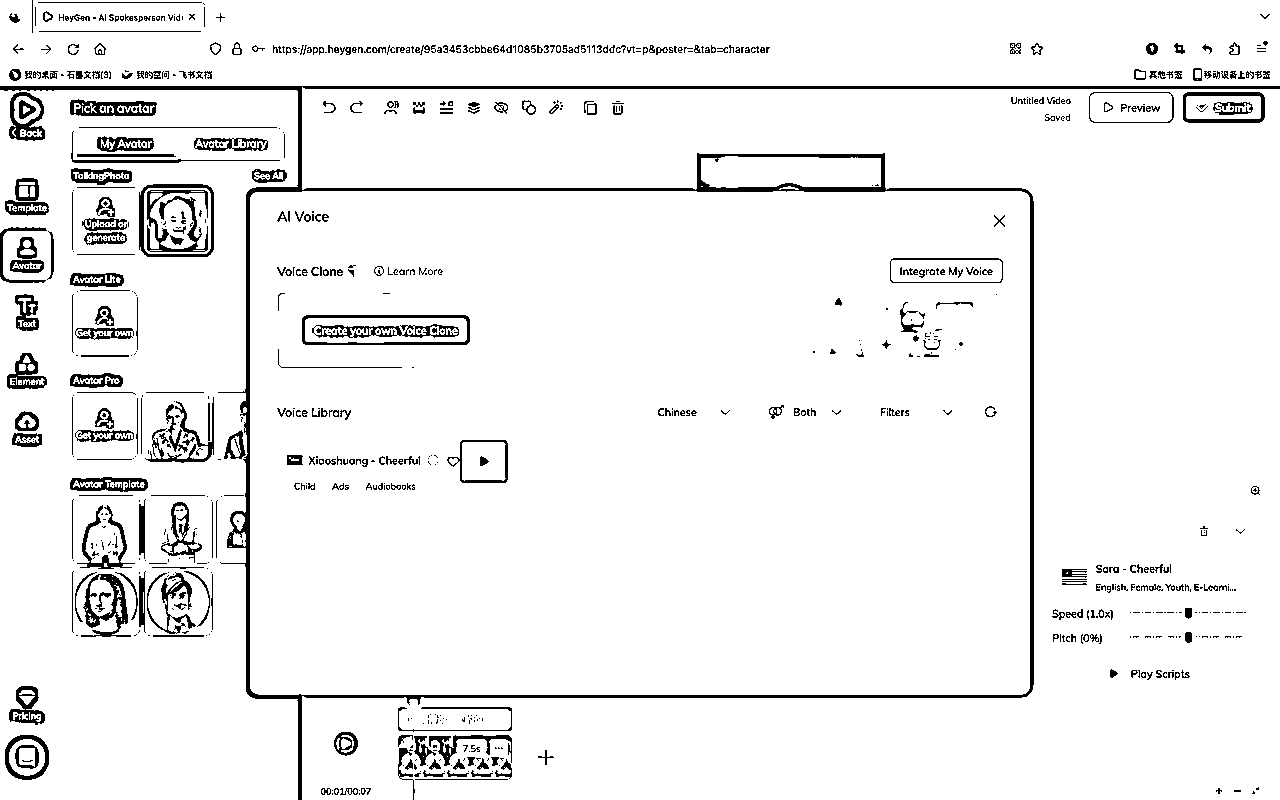 HeyGen - AI Spokesperson Vid
https://app.heygen.com/create/95a3453cbbe64d1085b3705ad5113ddc?vt=p&poster=&tab=character
我的桌面 - 石墨文档(3)
我的空间 - 飞书文档
其他书签
移动设备上的书签
Back
Pick an avatar
Untitled Video
Saved
Preview
Submit
My Avatar
Avatar Library
TalkingPhoto
See All
Template
Upload or
generate
Avatar
Avatar Lite
Text
Get your own
Element
Avatar Pro
Asset
Get your own
Avatar Template
Pricing
AI Voice
Voice Clone
Learn More
Integrate My Voice
Create your own Voice Clone
Voice Library
Chinese
Both
Filters
Xiaoshuang - Cheerful
Child
Ads
Audiobooks
Sara - Cheerful
English, Female, Youth, E-Learni...
Speed (1.0x)
Pitch (0%)
Play Scripts
7.5s
00:01/00:07